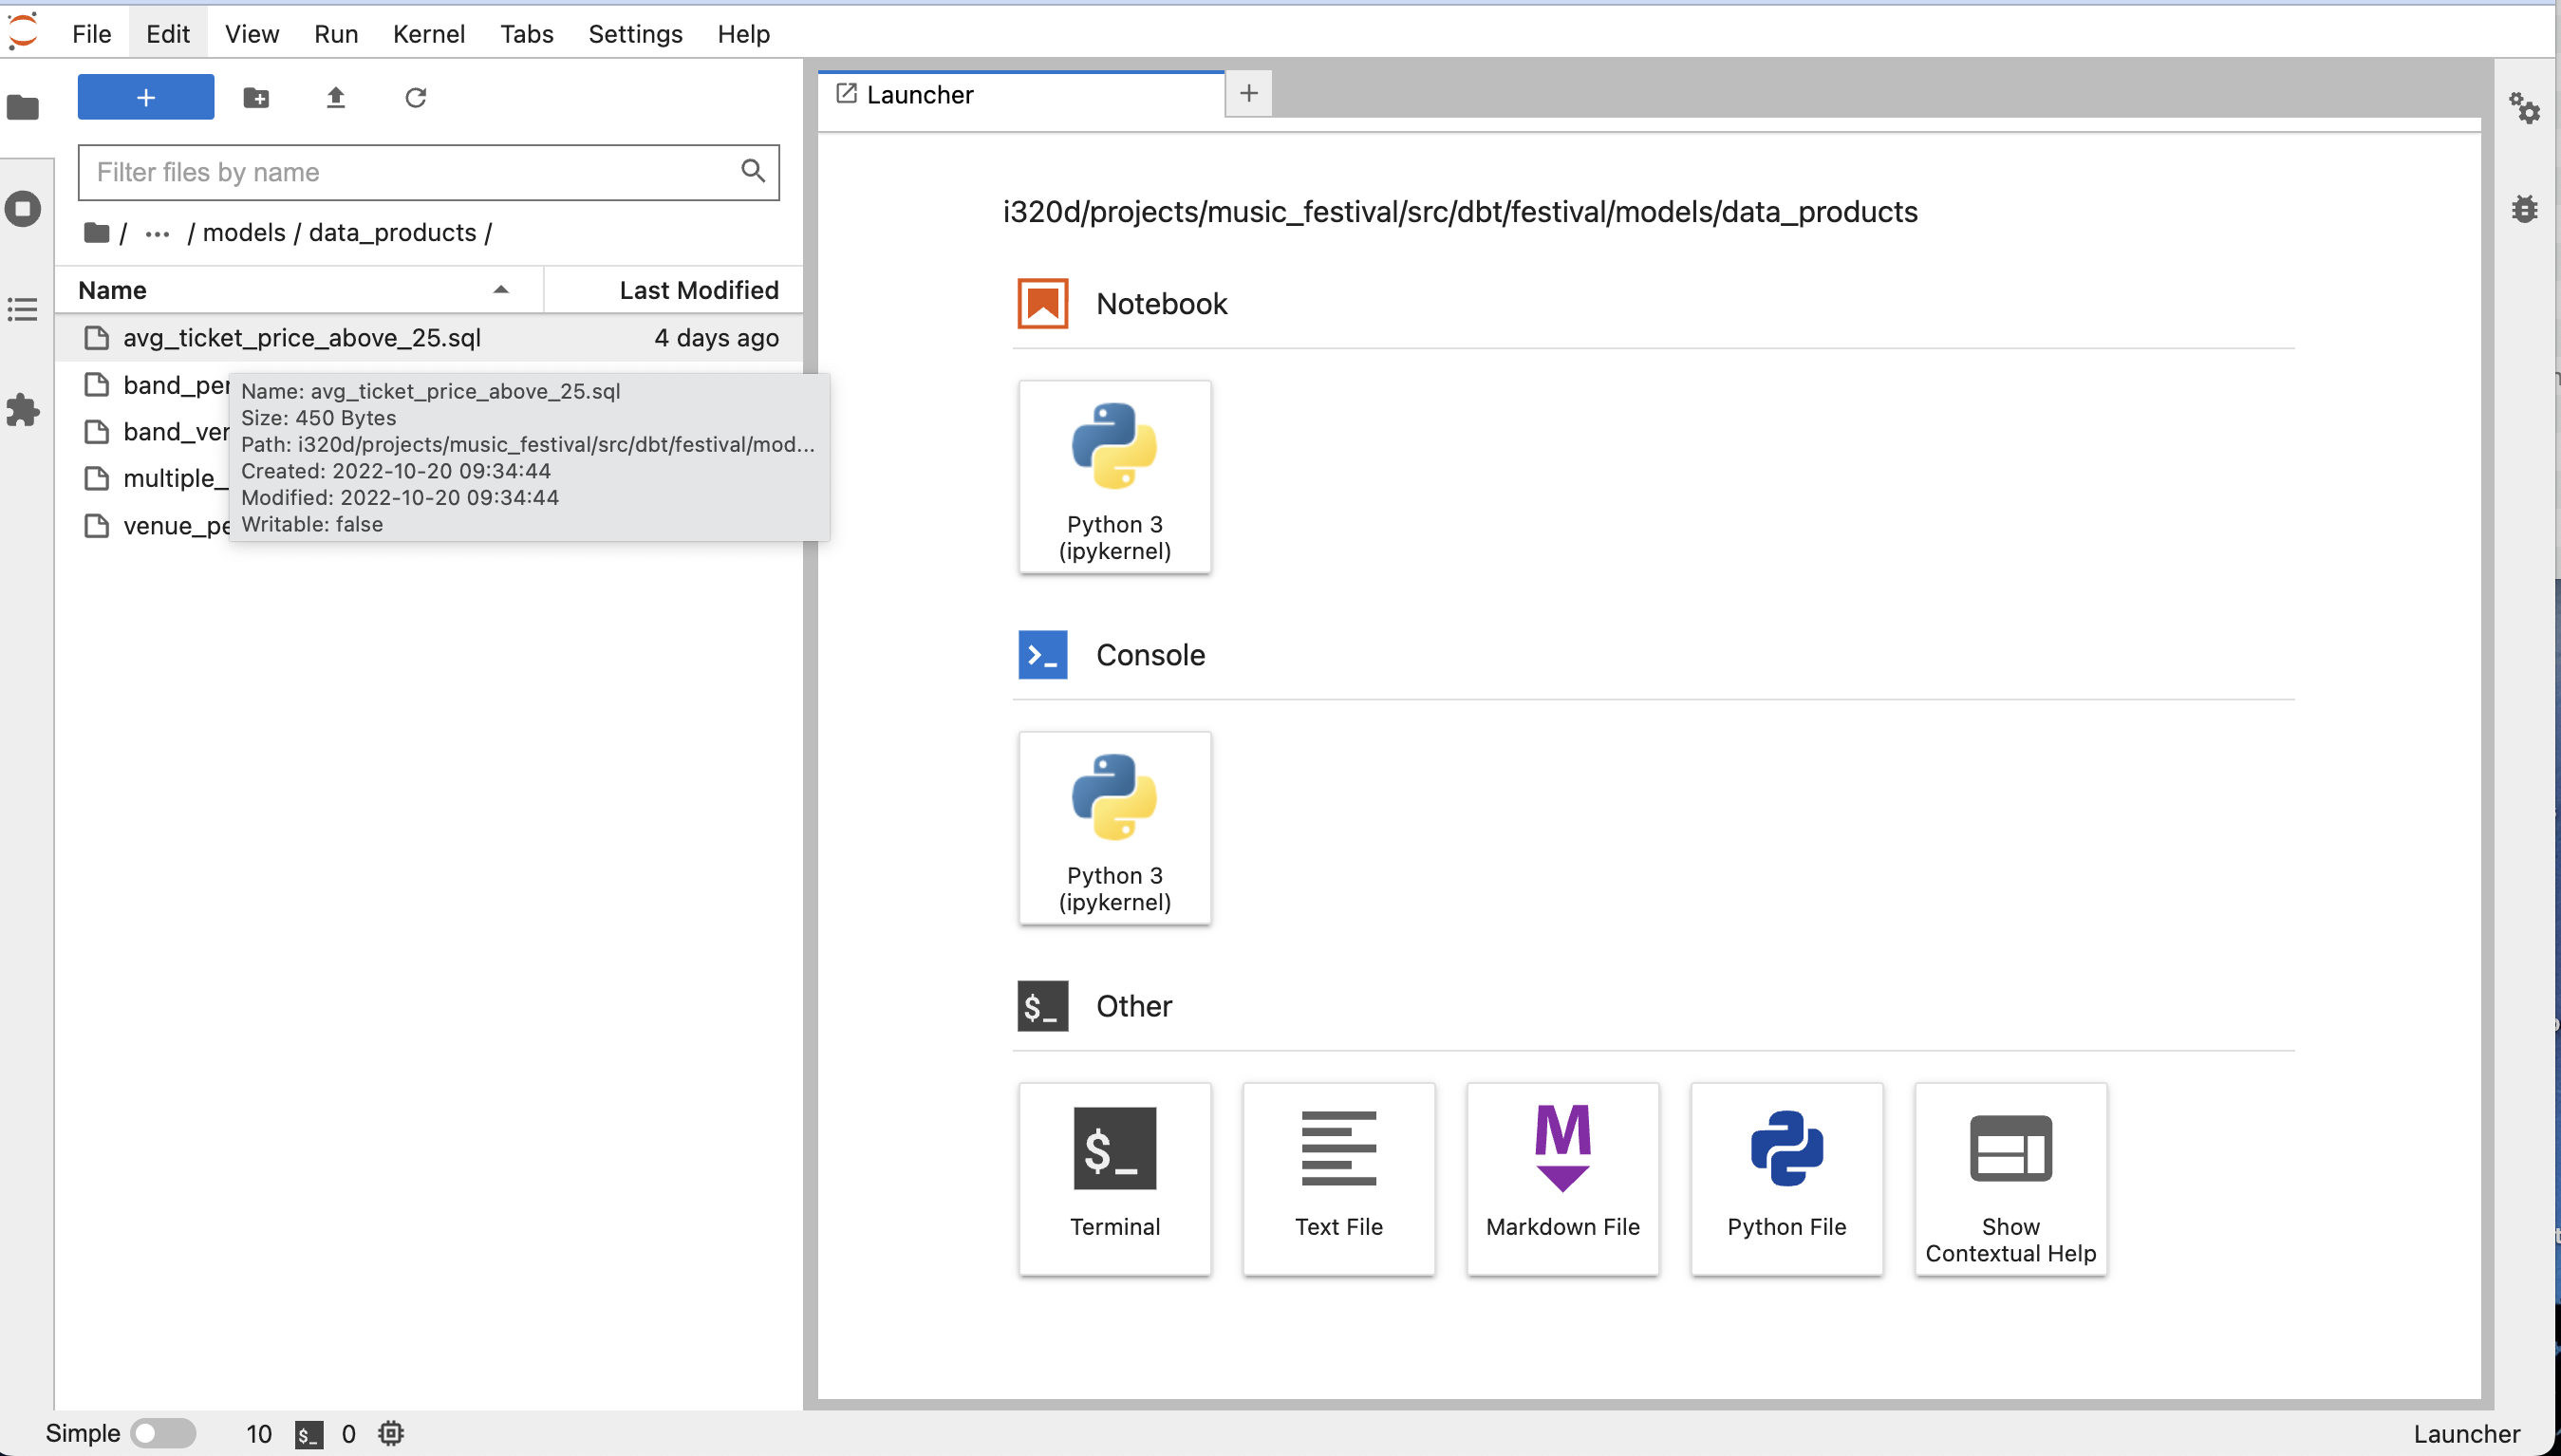 File Edit View Run Kernel Tabs Settings Help
Launcher
Filter files by name
/ ... / models / data_products /
i320d/projects/music_festival/src/dbt/festival/models/data_products
Name Last Modified
avg_ticket_price_above_25.sql 4 days ago
band_per
band_ver
multiple_
venue_pe
Name: avg_ticket_price_above_25.sql
Size: 450 Bytes
Path: i320d/projects/music_festival/src/dbt/festival/mod...
Created: 2022-10-20 09:34:44
Modified: 2022-10-20 09:34:44
Writable: false
Notebook
Python 3
(ipykernel)
Console
Python 3
(ipykernel)
$_ Other
$_
Terminal
Text File
M
Markdown File
Python File
Show
Contextual Help
Simple 10 $_ 0 Launcher